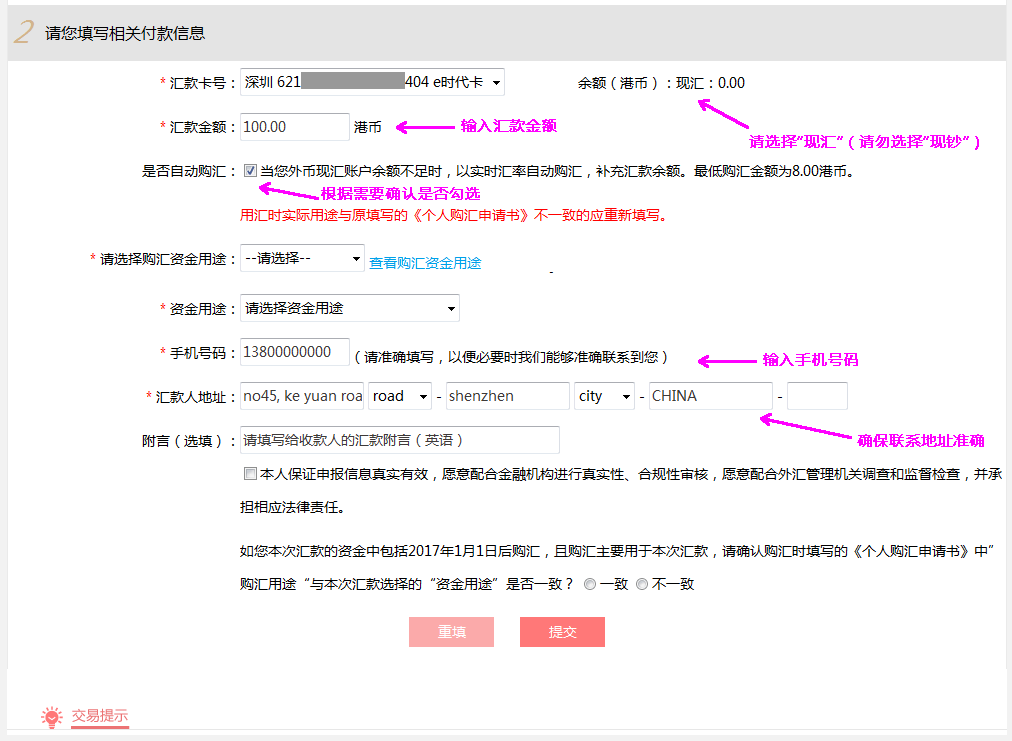 2 请您填写相关付款信息
* 汇款卡号： 深圳 621 404 e时代卡 余额（港币）：现汇：0.00
* 汇款金额： 100.00 港币 输入汇款金额
请选择"现汇"（请勿选择"现钞"）
是否自动购汇： 当您外币现汇账户余额不足时，以实时汇率自动购汇，补充汇款余额。最低购汇金额为8.00港币。
根据需要确认是否勾选
用汇时实际用途与原填写的《个人购汇申请书》不一致的应重新填写。
* 请选择购汇资金用途： --请选择-- 查看购汇资金用途 -
* 资金用途： 请选择资金用途
* 手机号码： 13800000000 （请准确填写，以便必要时我们能够准确联系到您） 输入手机号码
* 汇款人地址： no45, ke yuan roa road - shenzhen city - CHINA -
附言（选填）： 请填写给收款人的汇款附言（英语） 确保联系地址准确
本人保证申报信息真实有效，愿意配合金融机构进行真实性、合规性审核，愿意配合外汇管理机关调查和监督检查，并承
担相应法律责任。
如您本次汇款的资金中包括2017年1月1日后购汇，且购汇主要用于本次汇款，请确认购汇时填写的《个人购汇申请书》中”
购汇用途“与本次汇款选择的“资金用途”是否一致？ 一致 不一致
重填 提交
交易提示